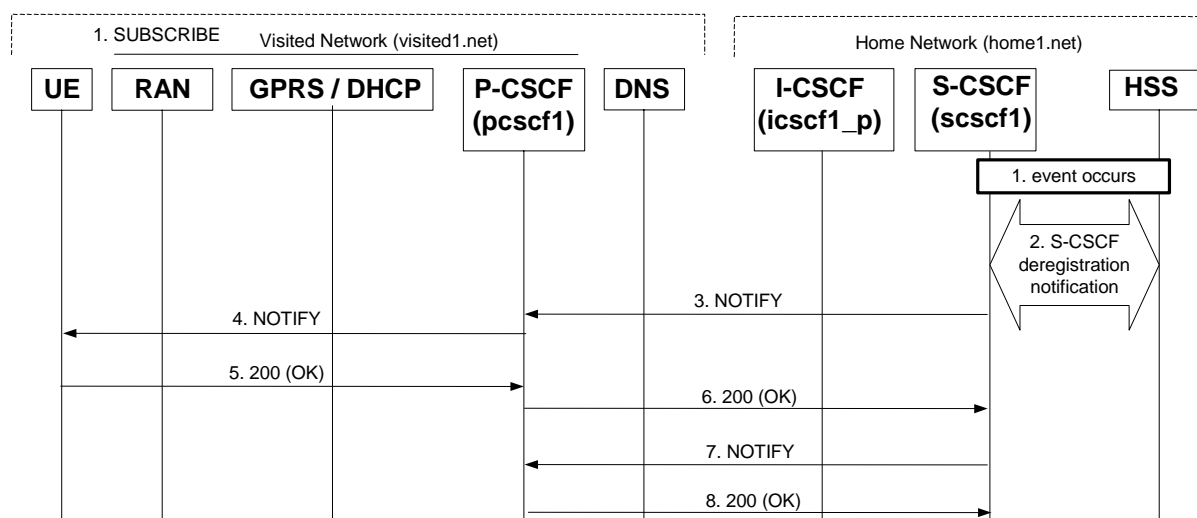 1. SUBSCRIBE
Visited Network (visited1.net)
Home Network (home1.net)
UE
RAN
GPRS / DHCP
P-CSCF
(pcscf1)
DNS
I-CSCF
(icscf1_p)
S-CSCF
(scscf1)
HSS
1. event occurs
2. S-CSCF
deregistration
notification
3. NOTIFY
4. NOTIFY
5. 200 (OK)
6. 200 (OK)
7. NOTIFY
8. 200 (OK)